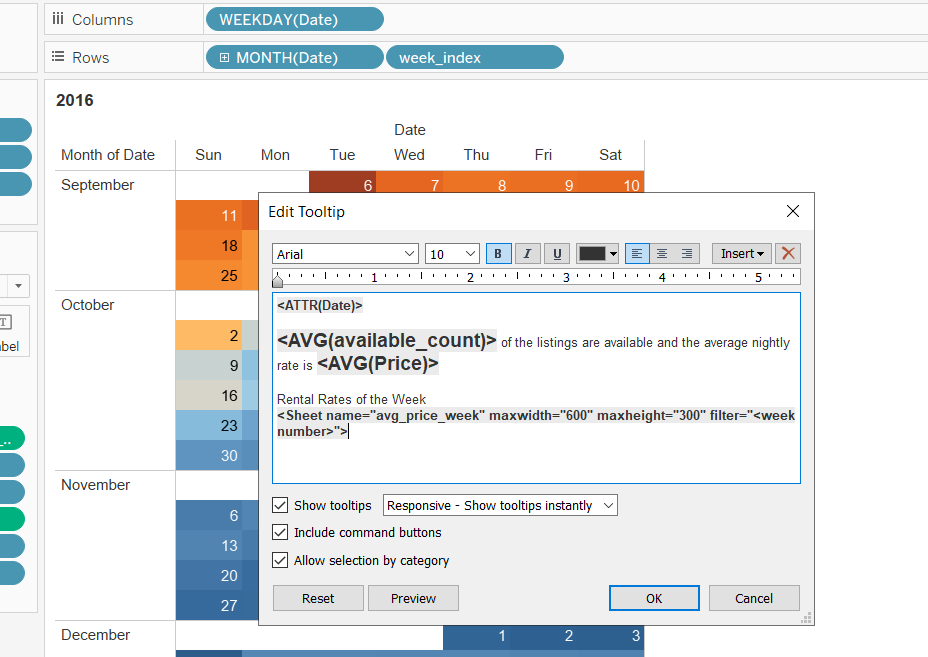 Columns WEEKDAY(Date)
Rows MONTH(Date) week_index
2016
Date
Month of Date Sun Mon Tue Wed Thu Fri Sat
September 6 7 8 9 10
11
18
25
October
2
9
16
23
30
November
6
13
20
27
December 1 2 3
Edit Tooltip
Arial 10 B I U Insert
1 2 3 4 5
<ATTR(Date)>
<AVG(available_count)> of the listings are available and the average nightly
rate is <AVG(Price)>
Rental Rates of the Week
<Sheet name="avg_price_week" maxwidth="600" maxheight="300" filter="<week
number>">
Show tooltips Responsive - Show tooltips instantly
Include command buttons
Allow selection by category
Reset Preview OK Cancel
T
bel
..